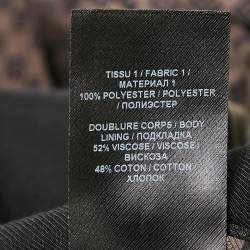 TISSU 1 / FABRIC 1 /
МАТЕРИАЛ 1
100% POLYESTER / POLYESTER
/ ПОЛИЭСТЕР
DOUBLURE CORPS / BODY
LINING / ПОДКЛАДКА
52% VISCOSE / VISCOSE /
ВИСКОЗА
48% COTON / COTTON /
ХЛОПОК